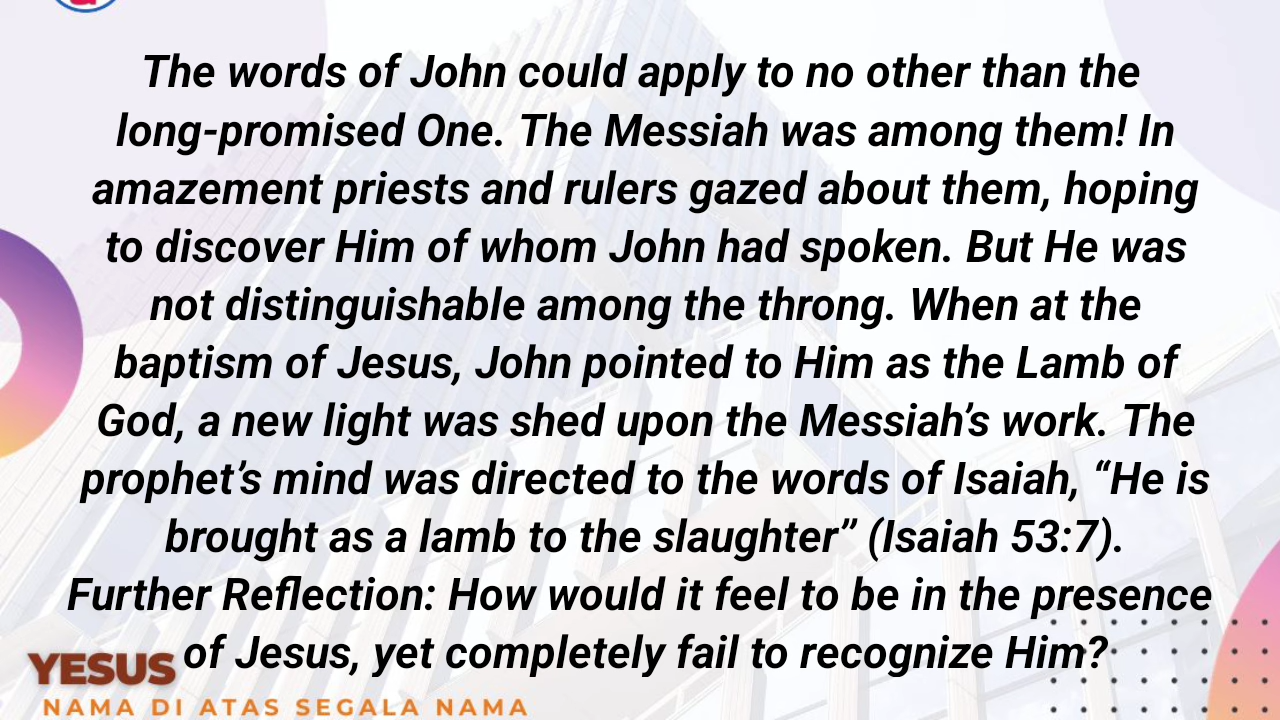 The words of John could apply to no other than the
long-promised One. The Messiah was among them! In
amazement priests and rulers gazed about them, hoping
to discover Him of whom John had spoken. But He was
not distinguishable among the throng. When at the
baptism of Jesus, John pointed to Him as the Lamb of
God, a new light was shed upon the Messiah’s work. The
prophet’s mind was directed to the words of Isaiah, “He is
brought as a lamb to the slaughter” (Isaiah 53:7).
Further Reflection: How would it feel to be in the presence
of Jesus, yet completely fail to recognize Him?
YESUS
NAMA DI ATAS SEGALA NAMA